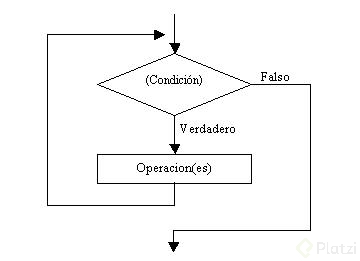 (Condición)
Falso
Verdadero
Operacion(es)
Platzi